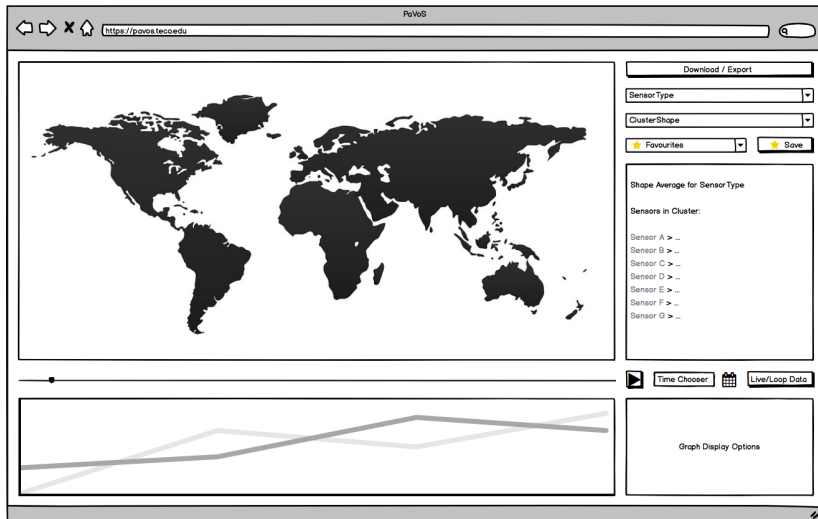 PaVoS
https://pavos.teco.edu
Download / Export
SensorType
ClusterShape
Favourites
Save
Shape Average for SensorType
Sensors in Cluster:
Sensor A > ...
Sensor B > ...
Sensor C > ...
Sensor D > ...
Sensor E > ...
Sensor F > ...
Sensor G > ...
Time Chooser
Live/Loop Data
Graph Display Options